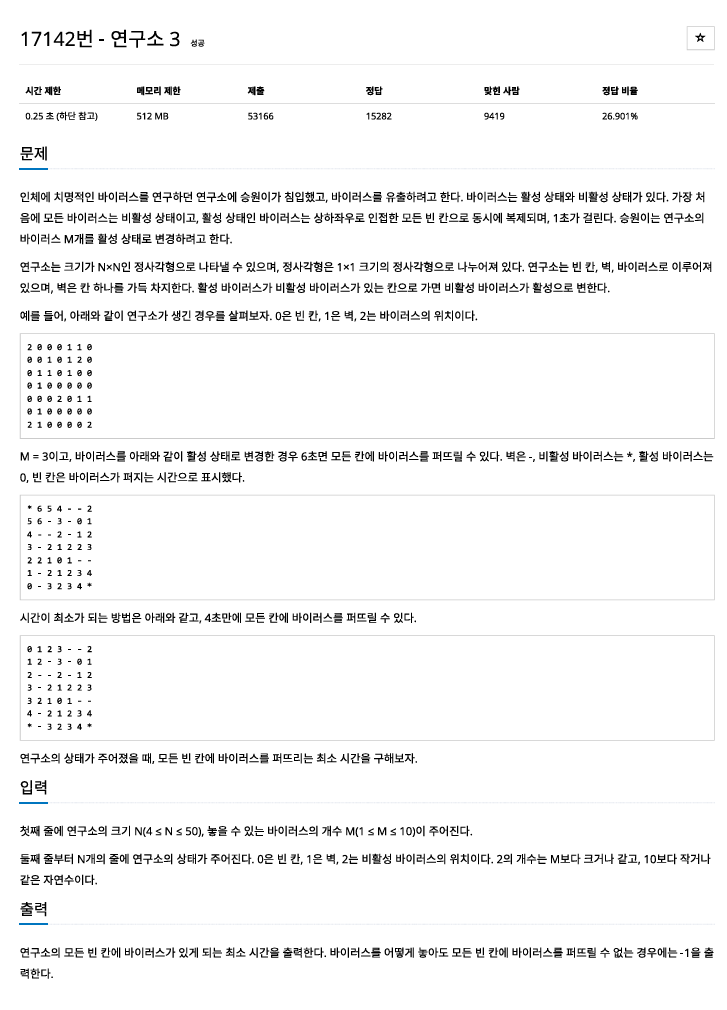 17142번 - 연구소 3 성공
☆
시간 제한 메모리 제한 제출 정답 맞힌 사람 정답 비율
0.25 초 (하단 참고) 512 MB 53166 15282 9419 26.901%
문제
인체에 치명적인 바이러스를 연구하던 연구소에 승원이가 침입했고, 바이러스를 유출하려고 한다. 바이러스는 활성 상태와 비활성 상태가 있다. 가장 처
음에 모든 바이러스는 비활성 상태이고, 활성 상태인 바이러스는 상하좌우로 인접한 모든 빈 칸으로 동시에 복제되며, 1초가 걸린다. 승원이는 연구소의
바이러스 M개를 활성 상태로 변경하려고 한다.
연구소는 크기가 N×N인 정사각형으로 나타낼 수 있으며, 정사각형은 1×1 크기의 정사각형으로 나누어져 있다. 연구소는 빈 칸, 벽, 바이러스로 이루어져
있으며, 벽은 칸 하나를 가득 차지한다. 활성 바이러스가 비활성 바이러스가 있는 칸으로 가면 비활성 바이러스가 활성으로 변한다.
예를 들어, 아래와 같이 연구소가 생긴 경우를 살펴보자. 0은 빈 칸, 1은 벽, 2는 바이러스의 위치이다.
2 0 0 0 1 1 0
0 0 1 0 1 2 0
0 1 1 0 1 0 0
0 1 0 0 0 0 0
0 0 0 2 0 1 1
0 1 0 0 0 0 0
2 1 0 0 0 0 2
M = 3이고, 바이러스를 아래와 같이 활성 상태로 변경한 경우 6초면 모든 칸에 바이러스를 퍼뜨릴 수 있다. 벽은 -, 비활성 바이러스는 *, 활성 바이러스는
0, 빈 칸은 바이러스가 퍼지는 시간으로 표시했다.
* 6 5 4 - - 2
5 6 - 3 - 0 1
4 - - 2 - 1 2
3 - 2 1 2 2 3
2 2 1 0 1 - -
1 - 2 1 2 3 4
0 - 3 2 3 4 *
시간이 최소가 되는 방법은 아래와 같고, 4초만에 모든 칸에 바이러스를 퍼뜨릴 수 있다.
0 1 2 3 - - 2
1 2 - 3 - 0 1
2 - - 2 - 1 2
3 - 2 1 2 2 3
3 2 1 0 1 - -
4 - 2 1 2 3 4
* - 3 2 3 4 *
연구소의 상태가 주어졌을 때, 모든 빈 칸에 바이러스를 퍼뜨리는 최소 시간을 구해보자.
입력
첫째 줄에 연구소의 크기 N(4 ≤ N ≤ 50), 놓을 수 있는 바이러스의 개수 M(1 ≤ M ≤ 10)이 주어진다.
둘째 줄부터 N개의 줄에 연구소의 상태가 주어진다. 0은 빈 칸, 1은 벽, 2는 비활성 바이러스의 위치이다. 2의 개수는 M보다 크거나 같고, 10보다 작거나
같은 자연수이다.
출력
연구소의 모든 빈 칸에 바이러스가 있게 되는 최소 시간을 출력한다. 바이러스를 어떻게 놓아도 모든 빈 칸에 바이러스를 퍼뜨릴 수 없는 경우에는 -1을 출
력한다.